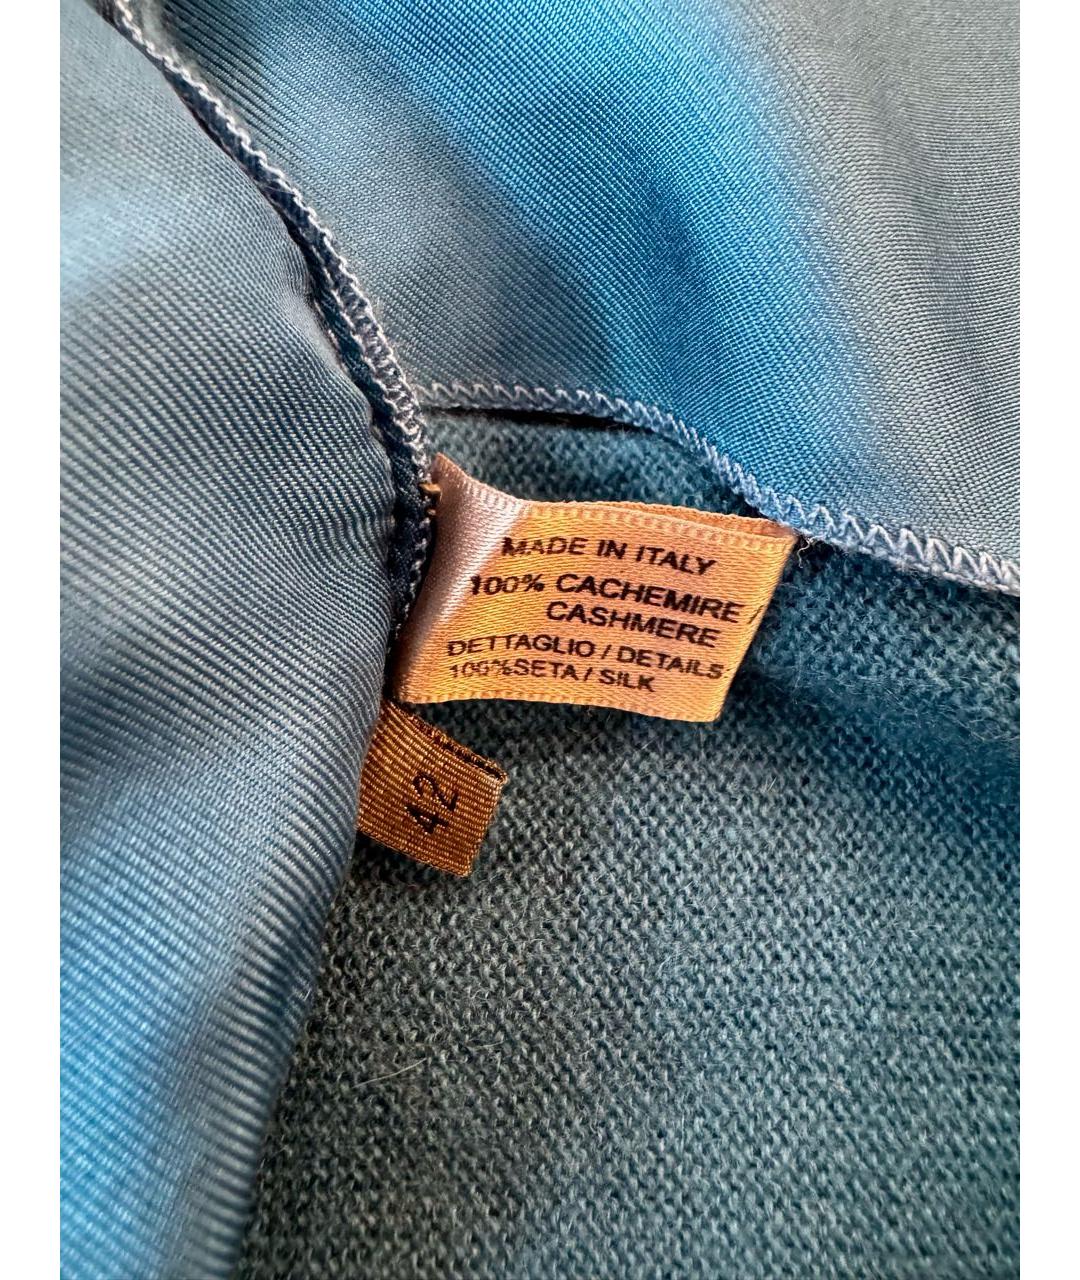 MADE IN ITALY
100% CACHEMIRE /
CASHMERE
DETTAGLIO / DETAILS
100%SETA / SILK
42